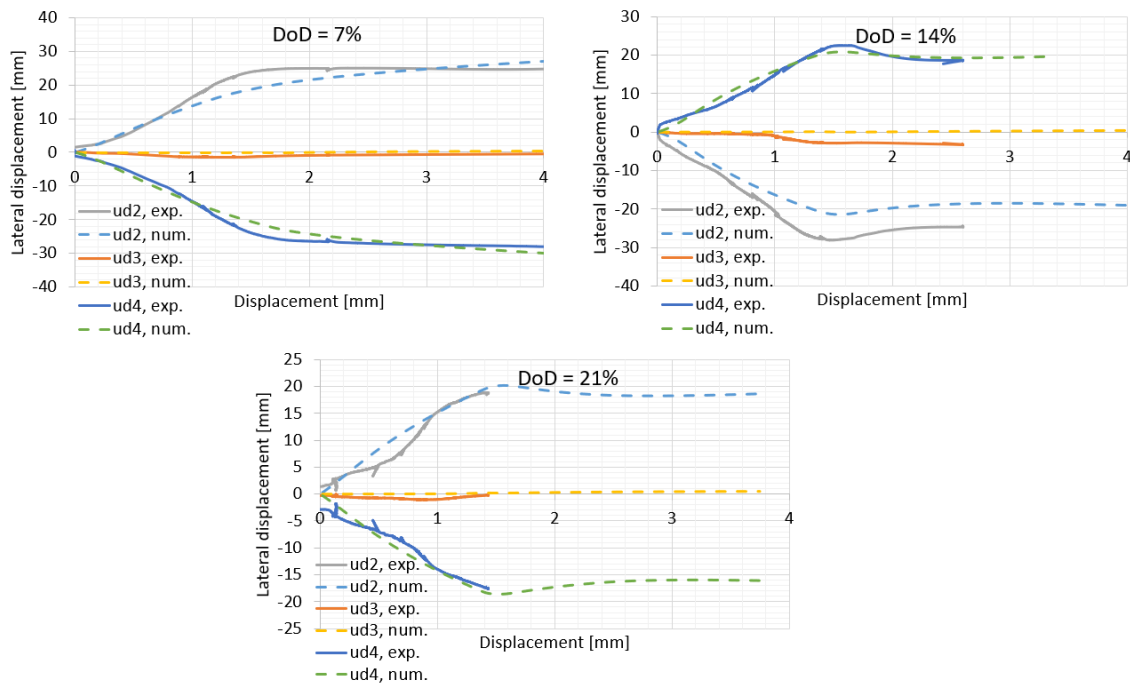 DoD = 7%
Lateral displacement [mm]
40
30
20
10
0
-10
-20
-30
-40
0 1 2 3 4
ud2, exp.
ud2, num.
ud3, exp.
ud3, num.
ud4, exp.
ud4, num.
Displacement [mm]
DoD = 14%
Lateral displacement [mm]
30
20
10
0
-10
-20
-30
-40
0 1 2 3 4
ud2, exp.
ud2, num.
ud3, exp.
ud3, num.
ud4, exp.
ud4, num.
Displacement [mm]
DoD = 21%
Lateral displacement [mm]
25
20
15
10
5
0
-5
-10
-15
-20
-25
0 1 2 3 4
ud2, exp.
ud2, num.
ud3, exp.
ud3, num.
ud4, exp.
ud4, num.
Displacement [mm]